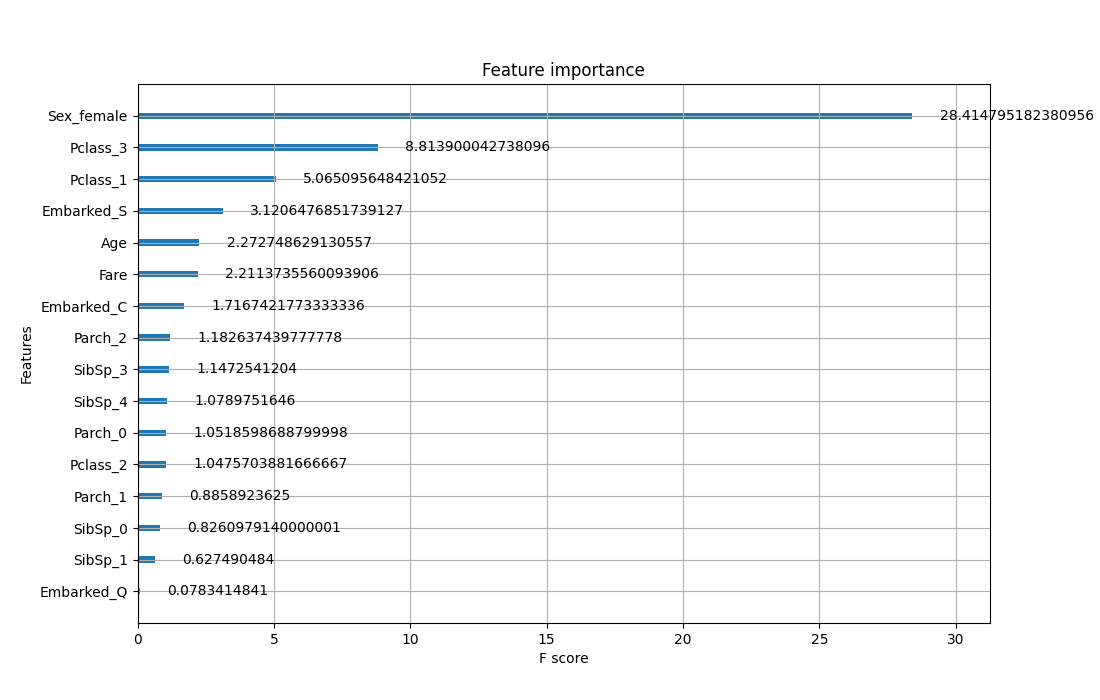 Feature importance
Sex_female 28.414795182380956
Pclass_3 8.813900042738096
Pclass_1 5.065095648421052
Embarked_S 3.1206476851739127
Age 2.272748629130557
Fare 2.2113735560093906
Embarked_C 1.7167421773333336
Parch_2 1.182637439777778
SibSp_3 1.1472541204
SibSp_4 1.0789751646
Parch_0 1.0518598688799998
Pclass_2 1.0475703881666667
Parch_1 0.8858923625
SibSp_0 0.8260979140000001
SibSp_1 0.627490484
Embarked_Q 0.0783414841
Features
0 5 10 15 20 25 30
F score